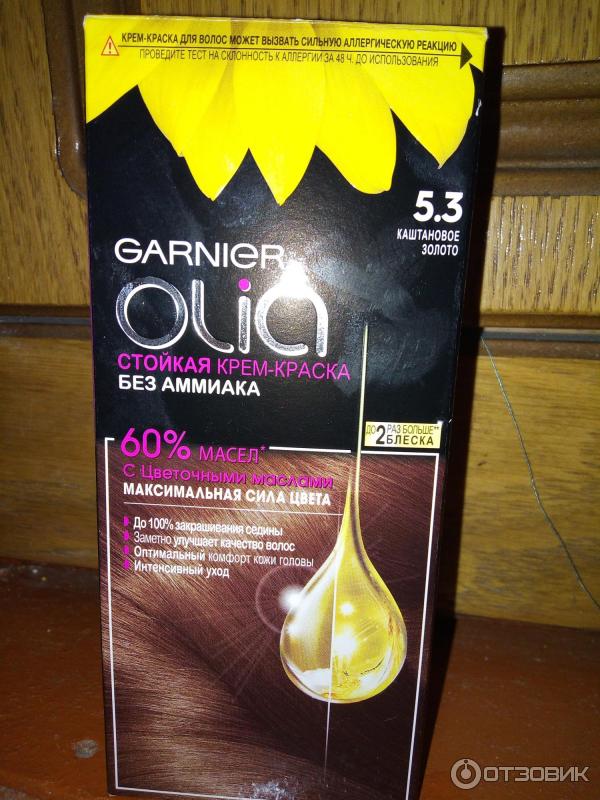 КРЕМ-КРАСКА ДЛЯ ВОЛОС МОЖЕТ ВЫЗВАТЬ СИЛЬНУЮ АЛЛЕРГИЧЕСКУЮ РЕАКЦИЮ
ПРОВЕДИТЕ ТЕСТ НА СКЛОННОСТЬ К АЛЛЕРГИИ ЗА 48 Ч. ДО ИСПОЛЬЗОВАНИЯ
5.3
КАШТАНОВОЕ
ЗОЛОТО
GARNIER
OLia
СТОЙКАЯ КРЕМ-КРАСКА
БЕЗ АММИАКА
ДО 2 РАЗ БОЛЬШЕ**
БЛЕСКА
60% МАСЕЛ*
С Цветочными маслами
МАКСИМАЛЬНАЯ СИЛА ЦВЕТА
До 100% закрашивания седины
Заметно улучшает качество волос
Оптимальный комфорт кожи головы
Интенсивный уход
ОТЗОВИК